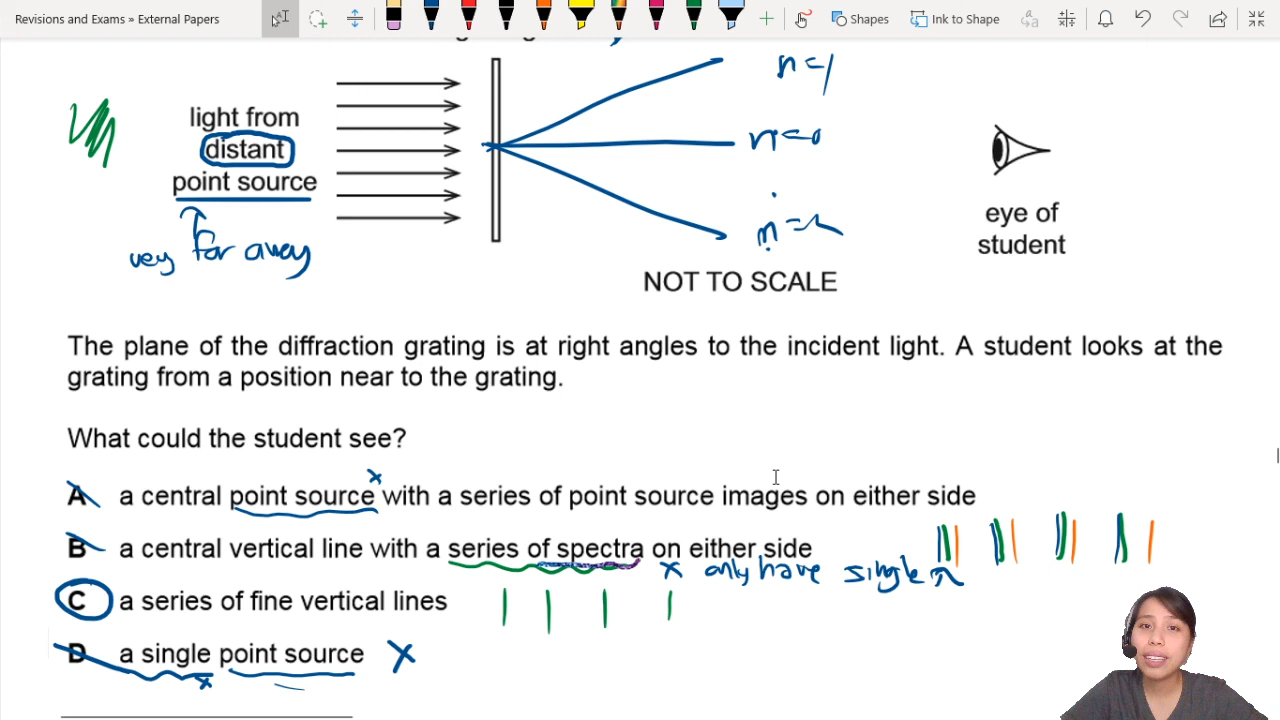 Revisions and Exams » External Papers
Shapes
Ink to Shape
n=1
light from
distant
point source
n=0
eye of
student
very far away
NOT TO SCALE
The plane of the diffraction grating is at right angles to the incident light. A student looks at the
grating from a position near to the grating.
What could the student see?
A a central point source x with a series of point source images on either side
B a central vertical line with a series of spectra on either side
x only have single λ
C a series of fine vertical lines
D a single point source x